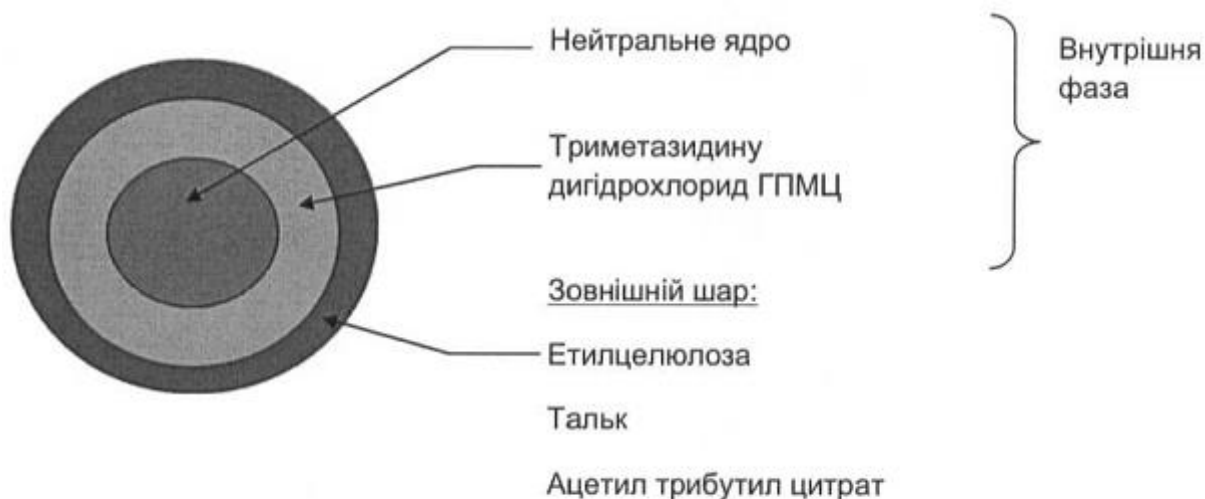 Нейтральне ядро
Внутрішня
фаза
Триметазидину
дигідрохлорид ГПМЦ
Зовнішній шар:
Етилцелюлоза
Тальк
Ацетил трибутил цитрат